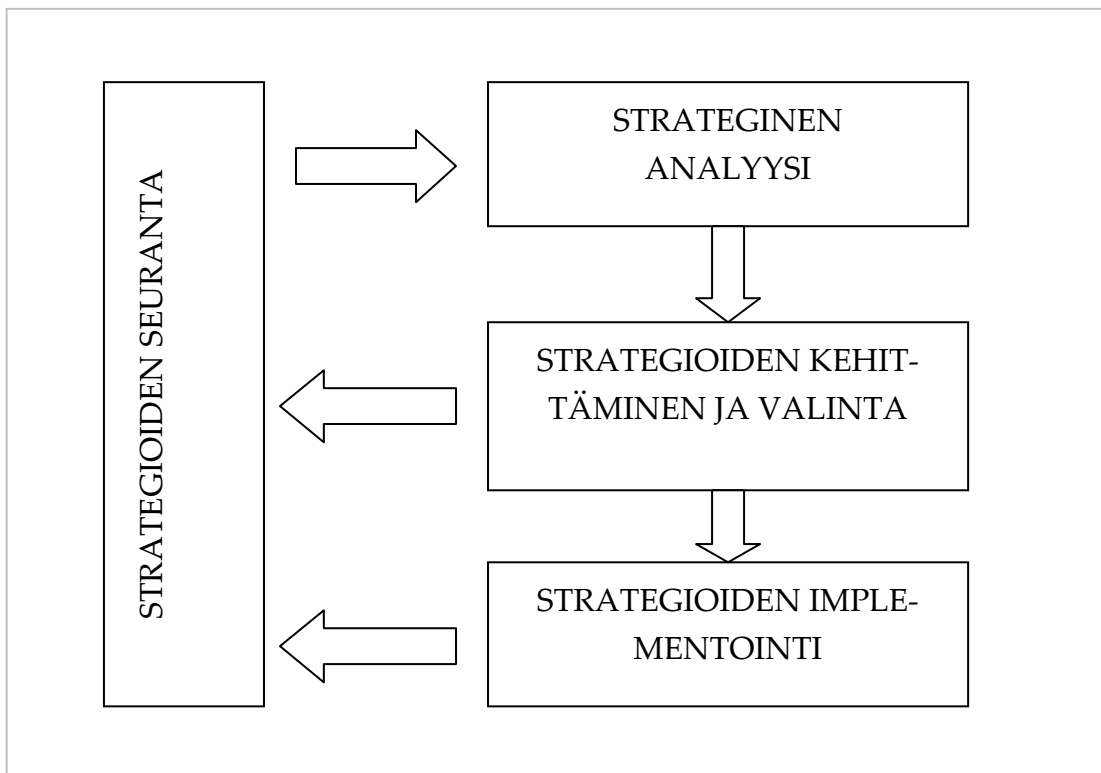 STRATEGIOIDEN SEURANTA
STRATEGINEN
ANALYYSI
STRATEGIOIDEN KEHIT-
TÄMINEN JA VALINTA
STRATEGIOIDEN IMPLE-
MENTOINTI